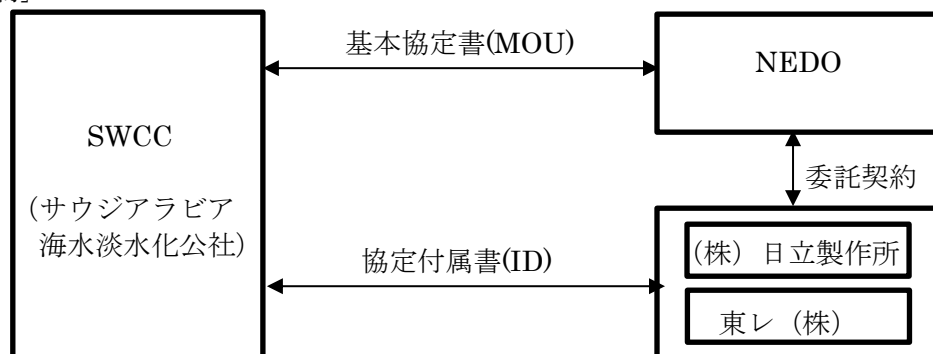 基本協定書(MOU)
NEDO
SWCC
(サウジアラビア
海水淡水化公社)
委託契約
協定付属書(ID)
(株)日立製作所
東レ(株)